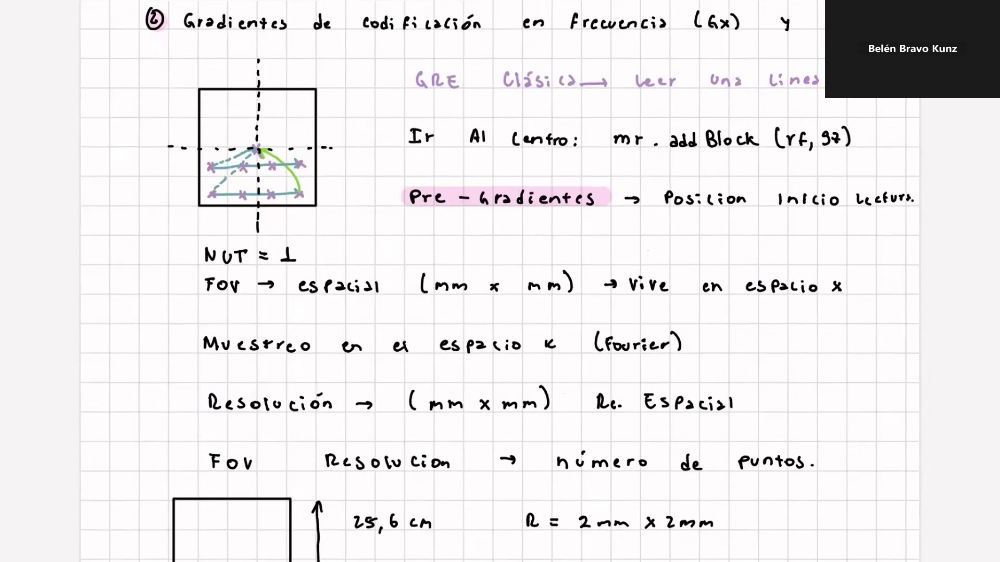 ② Gradientes de codificación en frecuencia (Gx) y
Belén Bravo Kunz
GRE Clásica → leer una linea
Ir Al centro: mr. addBlock (rf, gz)
Pre - Gradientes → Posicion Inicio Lectura.
NUT = 1
FOV → espacial (mm x mm) → vive en espacio x
Muestreo en el espacio k (fourier)
Resolución → (mm x mm) Re. Espacial
FOV Resolucion → número de puntos.
25,6 cm R = 2mm x 2mm